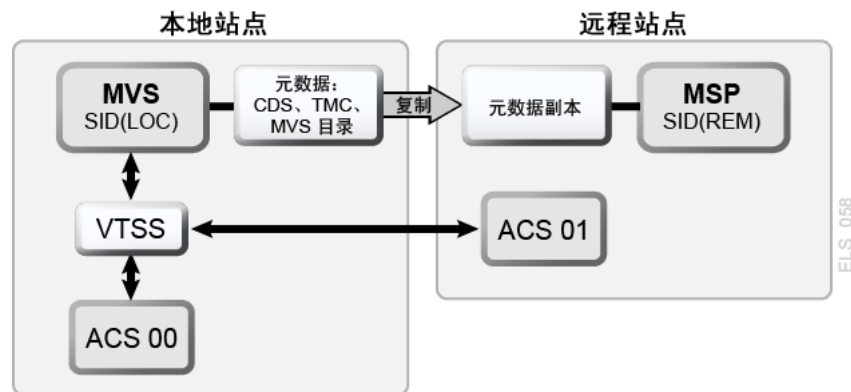 本地站点
远程站点
MVS
SID(LOC)
元数据：
CDS、TMC、
MVS 目录
复制
元数据副本
MSP
SID(REM)
VTSS
ACS 01
ACS 00
ELS_058